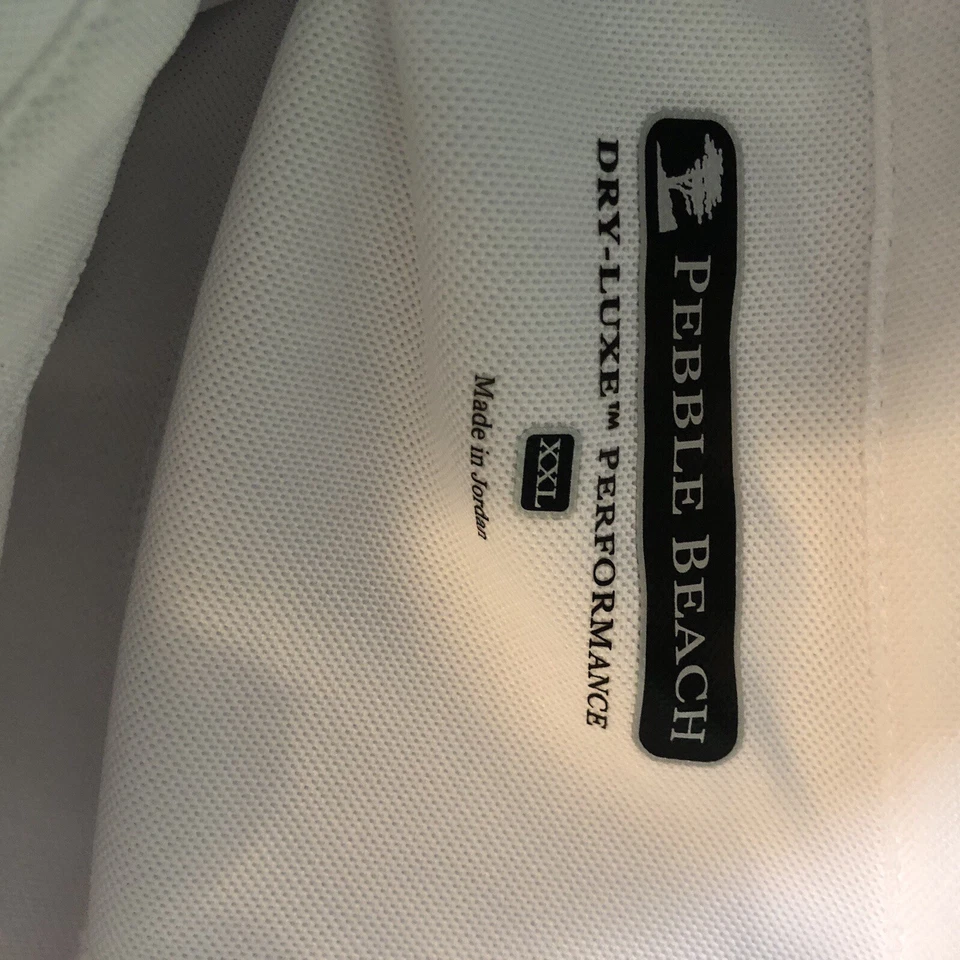 PEBBLE BEACH
DRY-LUXE™ PERFORMANCE
XXL
Made in Jordan